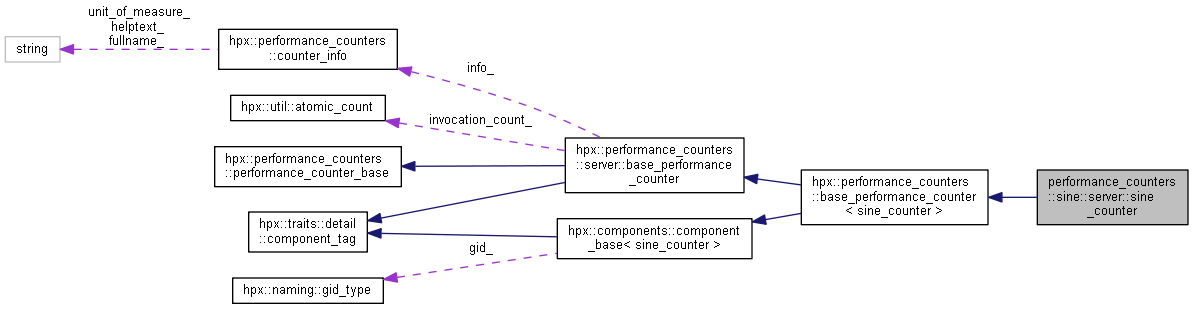 unit_of_measure_
helptext_
fullname_
string
hpx::performance_counters
::counter_info
info_
hpx::util::atomic_count
invocation_count_
hpx::performance_counters
::performance_counter_base
hpx::performance_counters
::server::base_performance
_counter
hpx::traits::detail
::component_tag
hpx::components::component
_base< sine_counter >
gid_
hpx::naming::gid_type
hpx::performance_counters
::base_performance_counter
< sine_counter >
performance_counters
::sine::server::sine
_counter